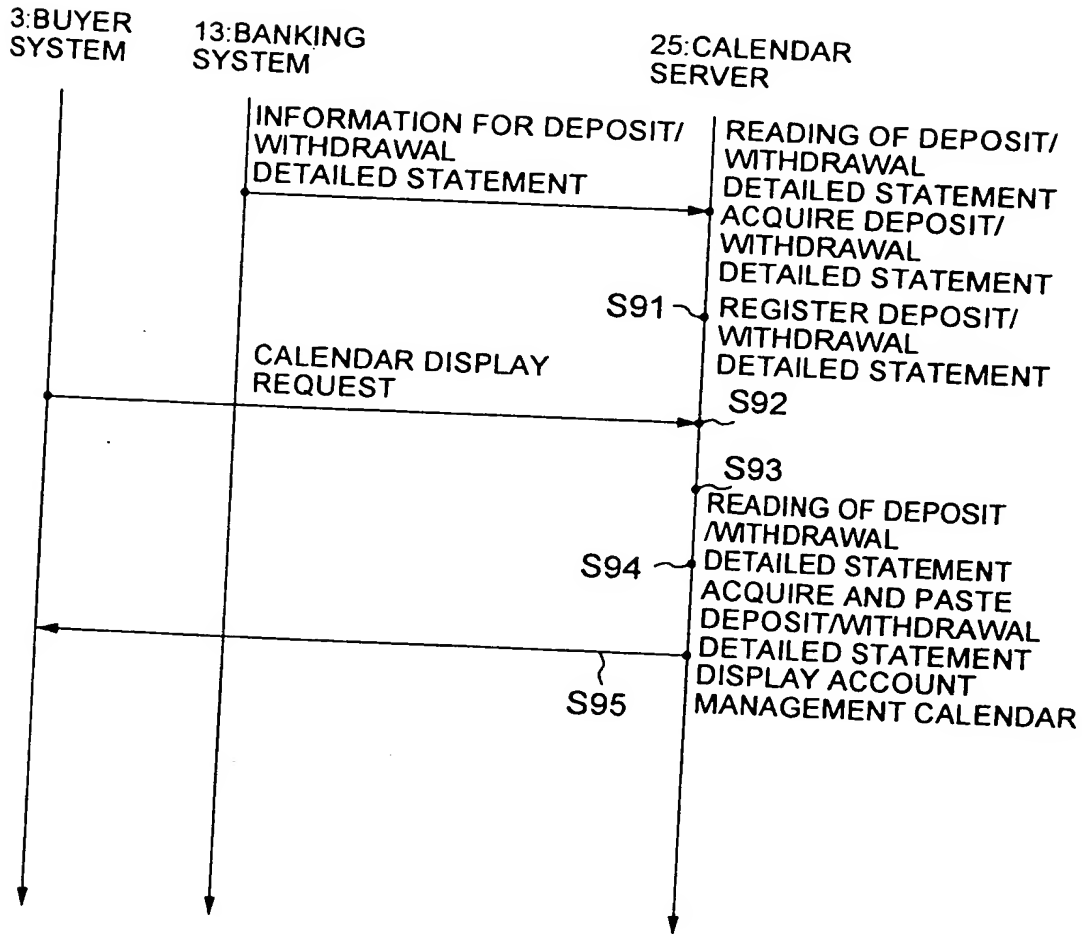 3:BUYER
SYSTEM
13:BANKING
SYSTEM
25:CALENDAR
SERVER
INFORMATION FOR DEPOSIT/
WITHDRAWAL
DETAILED STATEMENT
READING OF DEPOSIT/
WITHDRAWAL
DETAILED STATEMENT
ACQUIRE DEPOSIT/
WITHDRAWAL
DETAILED STATEMENT
S91
REGISTER DEPOSIT/
WITHDRAWAL
DETAILED STATEMENT
CALENDAR DISPLAY
REQUEST
S92
S93
READING OF DEPOSIT
/WITHDRAWAL
DETAILED STATEMENT
S94
ACQUIRE AND PASTE
DEPOSIT/WITHDRAWAL
DETAILED STATEMENT
S95
DISPLAY ACCOUNT
MANAGEMENT CALENDAR